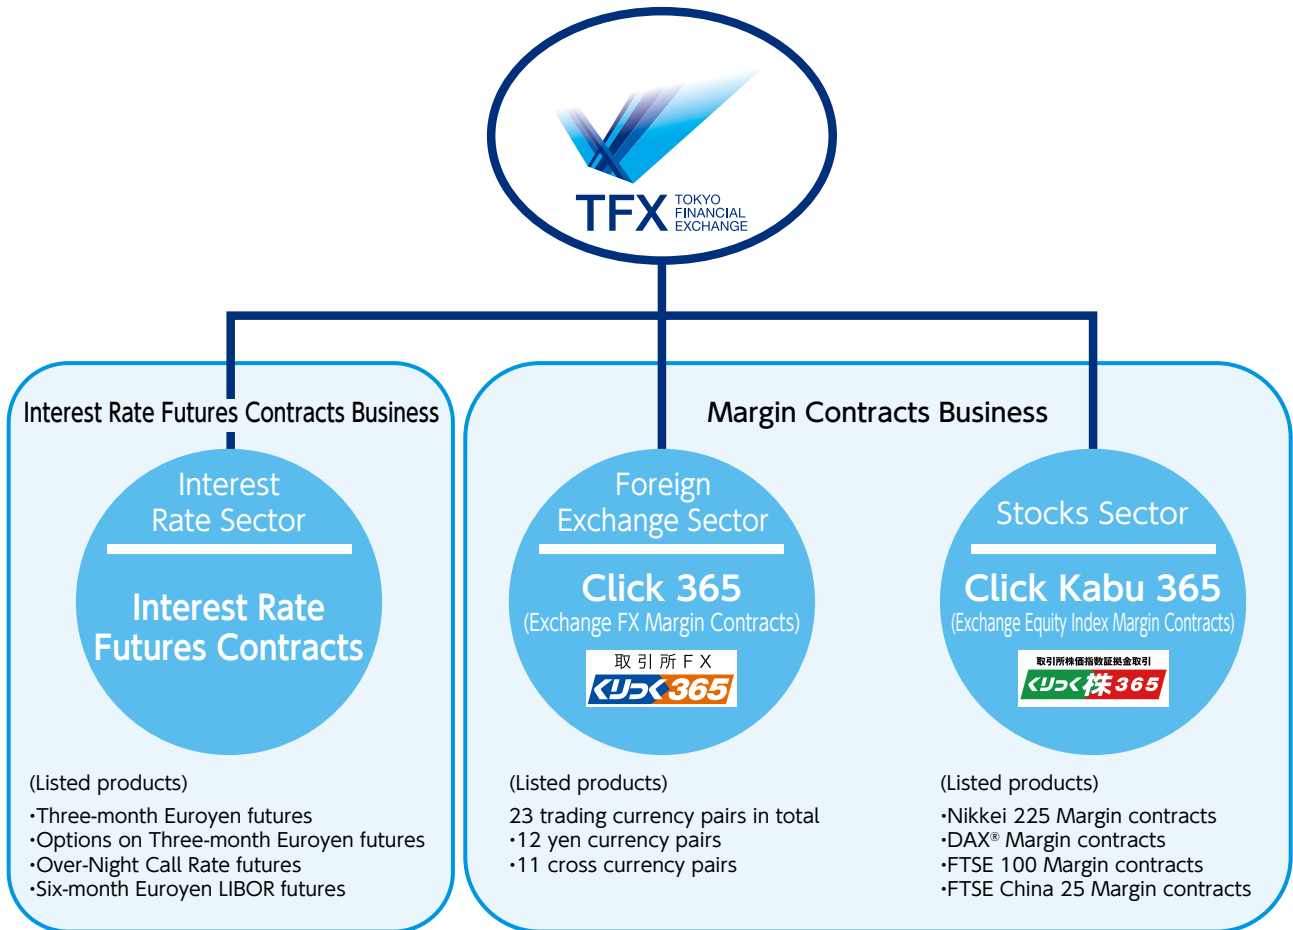 TFX
TOKYO
FINANCIAL
EXCHANGE
Interest Rate Futures Contracts Business
Interest
Rate Sector
Interest Rate
Futures Contracts
(Listed products)
・Three-month Euroyen futures
・Options on Three-month Euroyen futures
・Over-Night Call Rate futures
・Six-month Euroyen LIBOR futures
Margin Contracts Business
Foreign
Exchange Sector
Click 365
(Exchange FX Margin Contracts)
取引所FX
くりっく365
(Listed products)
23 trading currency pairs in total
・12 yen currency pairs
・11 cross currency pairs
Stocks Sector
Click Kabu 365
(Exchange Equity Index Margin Contracts)
取引所株価指数証拠金取引
くりっく株365
(Listed products)
・Nikkei 225 Margin contracts
・DAX® Margin contracts
・FTSE 100 Margin contracts
・FTSE China 25 Margin contracts